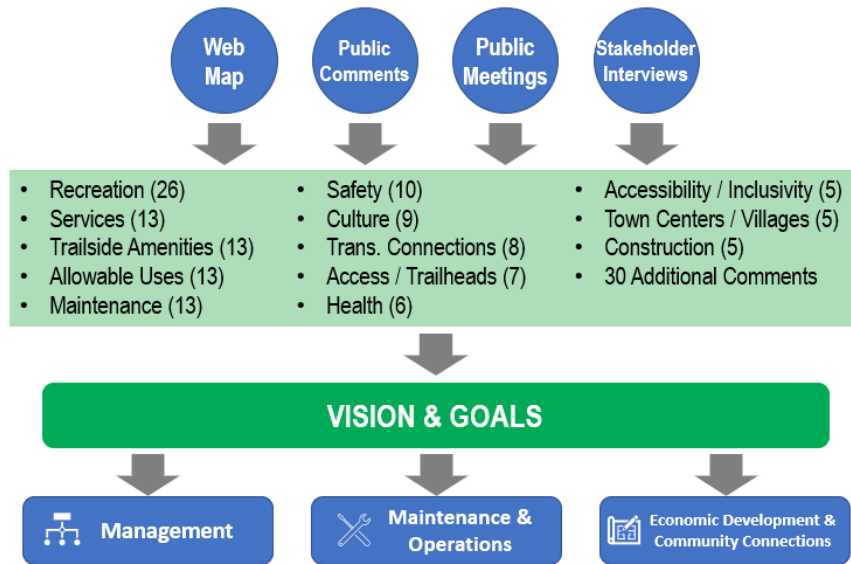 Web
Map
Public
Comments
Public
Meetings
Stakeholder
Interviews
• Recreation (26)
• Services (13)
• Trailside Amenities (13)
• Allowable Uses (13)
• Maintenance (13)
• Safety (10)
• Culture (9)
• Trans. Connections (8)
• Access / Trailheads (7)
• Health (6)
• Accessibility / Inclusivity (5)
• Town Centers / Villages (5)
• Construction (5)
• 30 Additional Comments
VISION & GOALS
Management
Maintenance &
Operations
Economic Development &
Community Connections